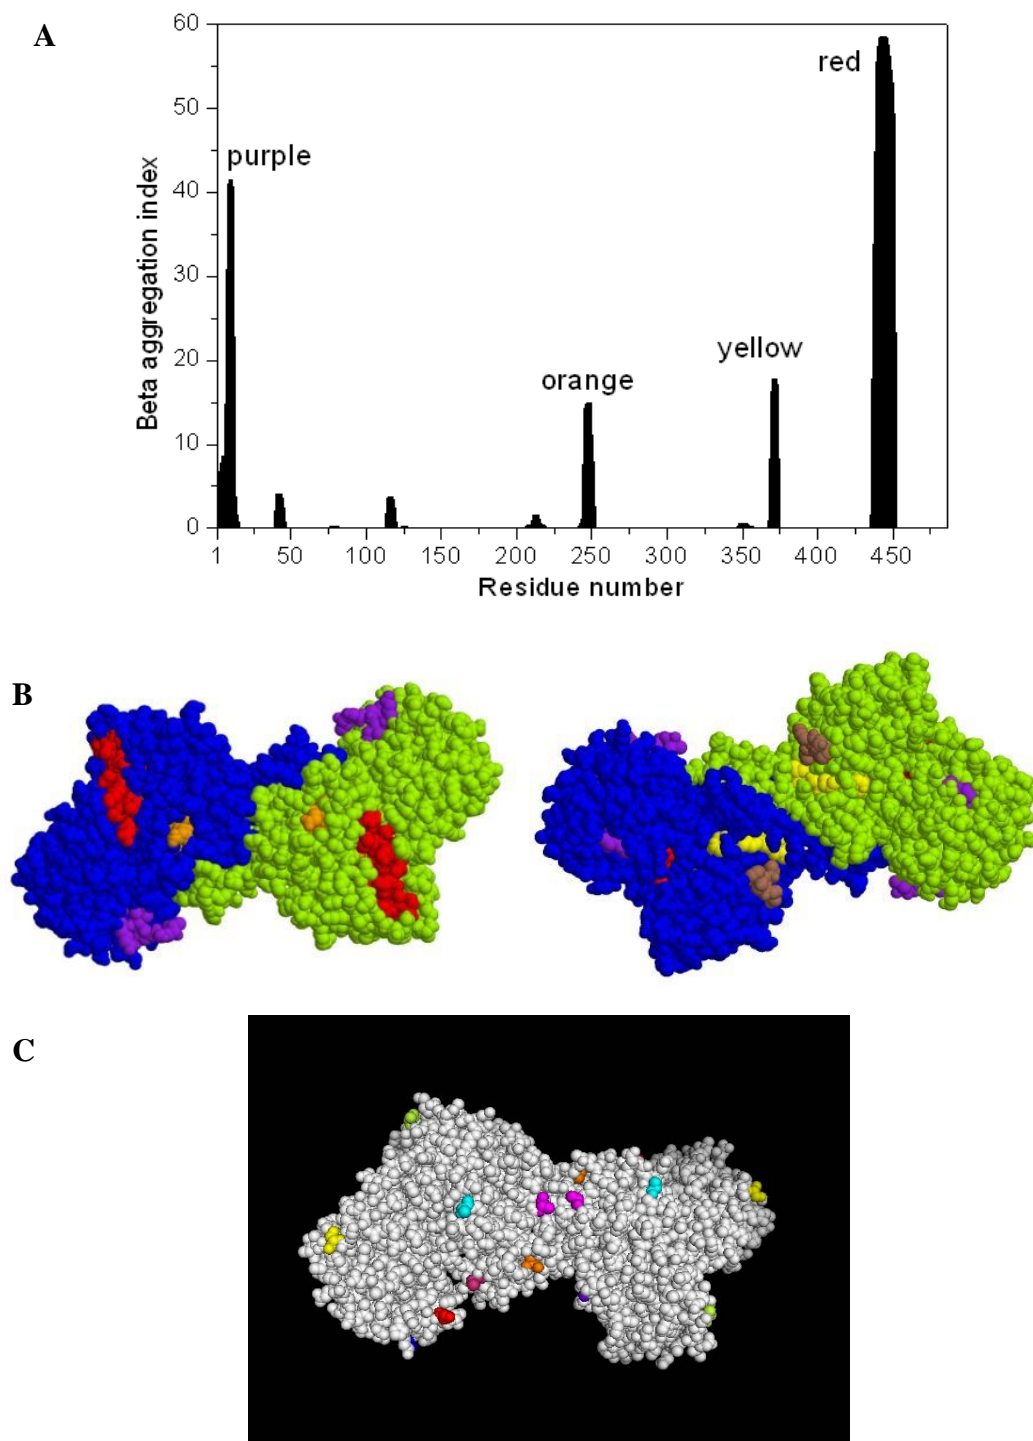 A
60
50
40
30
20
10
0
Beta aggregation index
purple
orange
yellow
red
1 50 100 150 200 250 300 350 400 450
Residue number
B
C